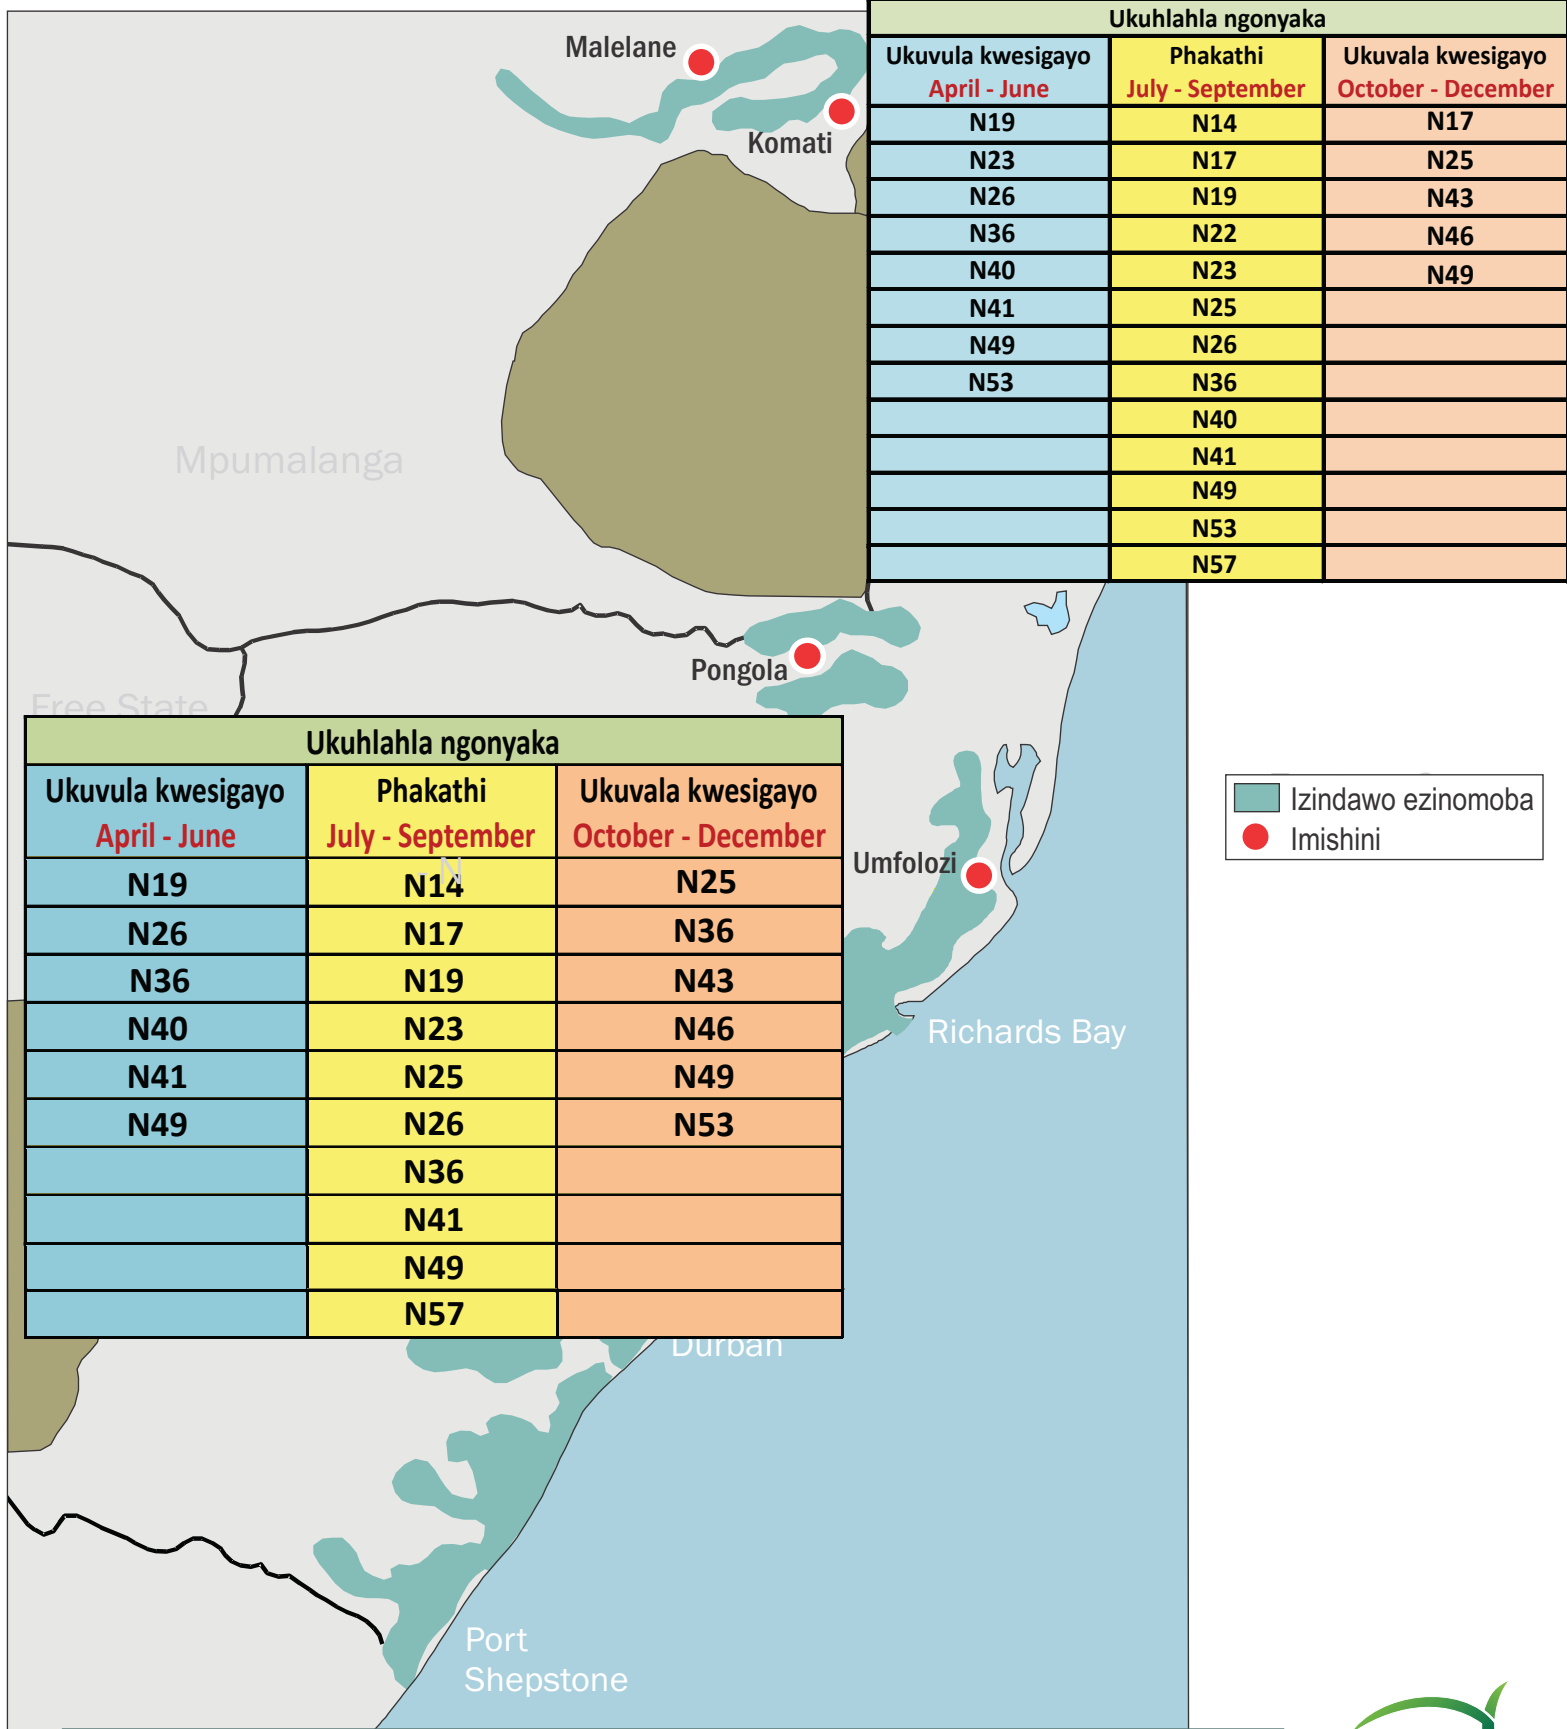 Malelane
Komati
Mpumalanga
Ukuhlahla ngonyaka
Ukuvula kwesigayo Phakathi Ukuvala kwesigayo
April - June July - September October - December
N19 N14 N17
N23 N17 N25
N26 N19 N43
N36 N22 N46
N40 N23 N49
N41 N25
N49 N26
N53 N36
N40
N41
N49
N53
N57
Pongola
Free State
Ukuhlahla ngonyaka
Ukuvula kwesigayo Phakathi Ukuvala kwesigayo
April - June July - September October - December
N19 N14 N25
N26 N17 N36
N36 N19 N43
N40 N23 N46
N41 N25 N49
N49 N26 N53
N36
N41
N49
N57
Izindawo ezinomoba
Imishini
Umfolozi
Richards Bay
Durban
Port
Shepstone